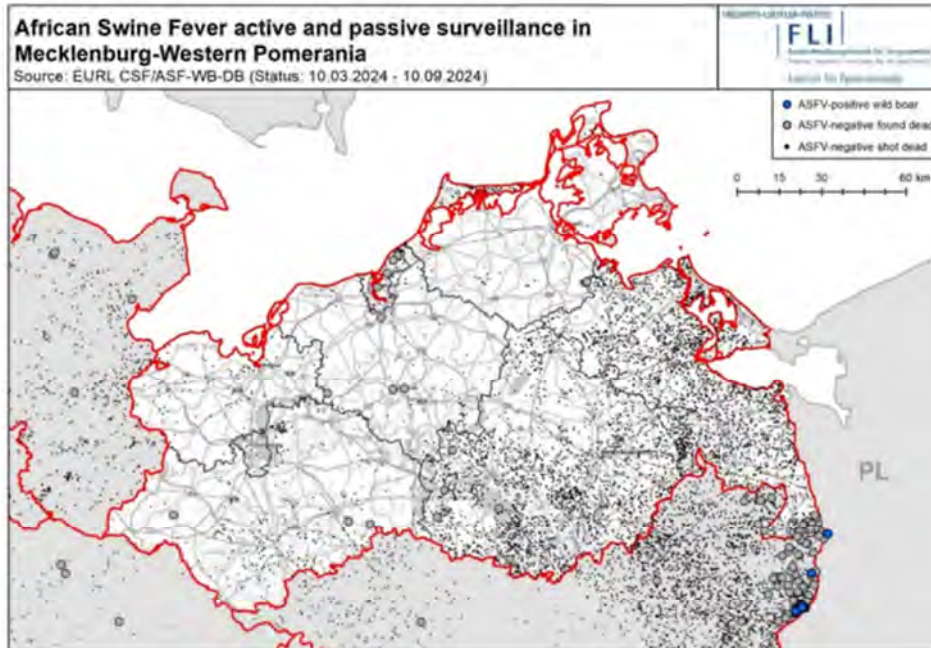 African Swine Fever active and passive surveillance in
Mecklenburg-Western Pomerania
Source: EURL CSF/ASF-WB-DB (Status: 10.03.2024 - 10.09.2024)
FLI
ASFV-positive wild boar
ASFV-negative found dead
ASFV-negative shot dead
0 15 30 60 km
PL